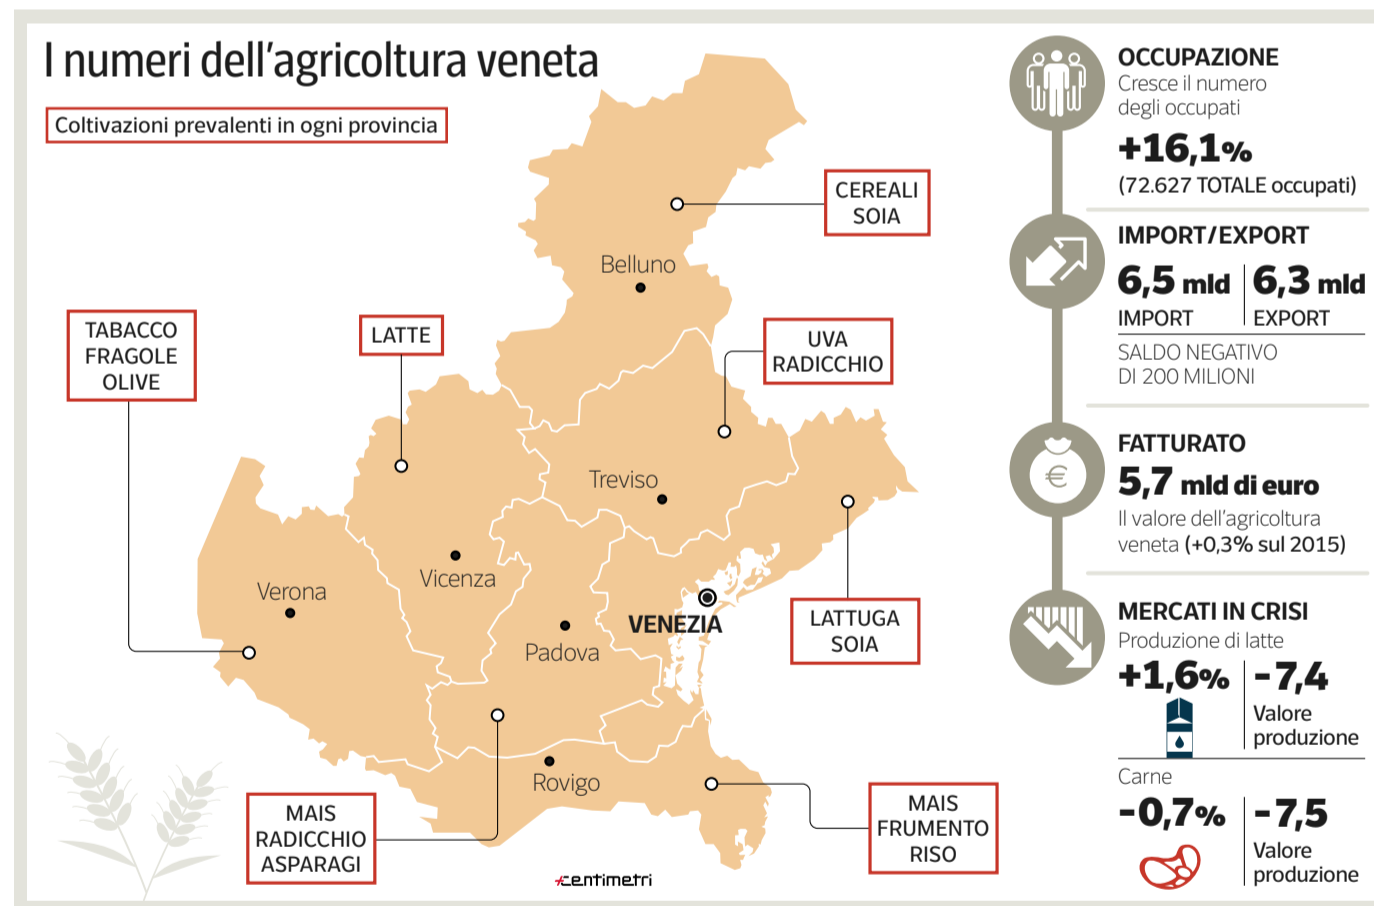 I numeri dell'agricoltura veneta
Coltivazioni prevalenti in ogni provincia
CEREALI
SOIA
Belluno
TABACCO
FRAGOLE
OLIVE
LATTE
UVA
RADICCHIO
Treviso
Verona
Vicenza
Padova
VENEZIA
LATTUGA
SOIA
Rovigo
MAIS
RADICCHIO
ASPARAGI
MAIS
FRUMENTO
RISO
centimetri
OCCUPAZIONE
Cresce il numero
degli occupati
+16,1%
(72.627 TOTALE occupati)
IMPORT/EXPORT
6,5 mld
IMPORT
6,3 mld
EXPORT
SALDO NEGATIVO
DI 200 MILIONI
€
FATTURATO
5,7 mld di euro
Il valore dell'agricoltura
veneta (+0,3% sul 2015)
MERCATI IN CRISI
Produzione di latte
+1,6%
-7,4
Valore
produzione
Carne
-0,7%
-7,5
Valore
produzione